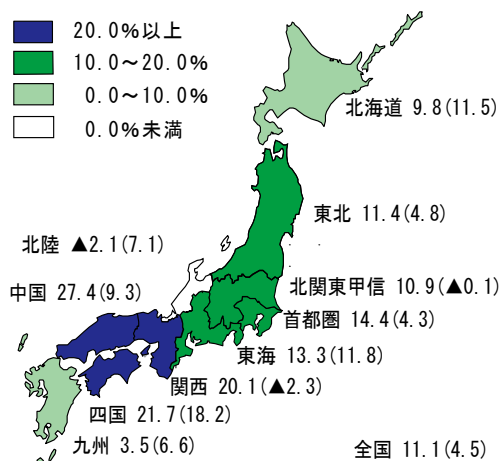 20.0%以上
10.0～20.0%
0.0～10.0%
0.0%未満
北海道 9.8(11.5)
東北 11.4(4.8)
北陸 ▲2.1(7.1)
北関東甲信 10.9(▲0.1)
中国 27.4(9.3)
首都圏 14.4(4.3)
東海 13.3(11.8)
関西 20.1(▲2.3)
四国 21.7(18.2)
九州 3.5(6.6)
全国 11.1(4.5)